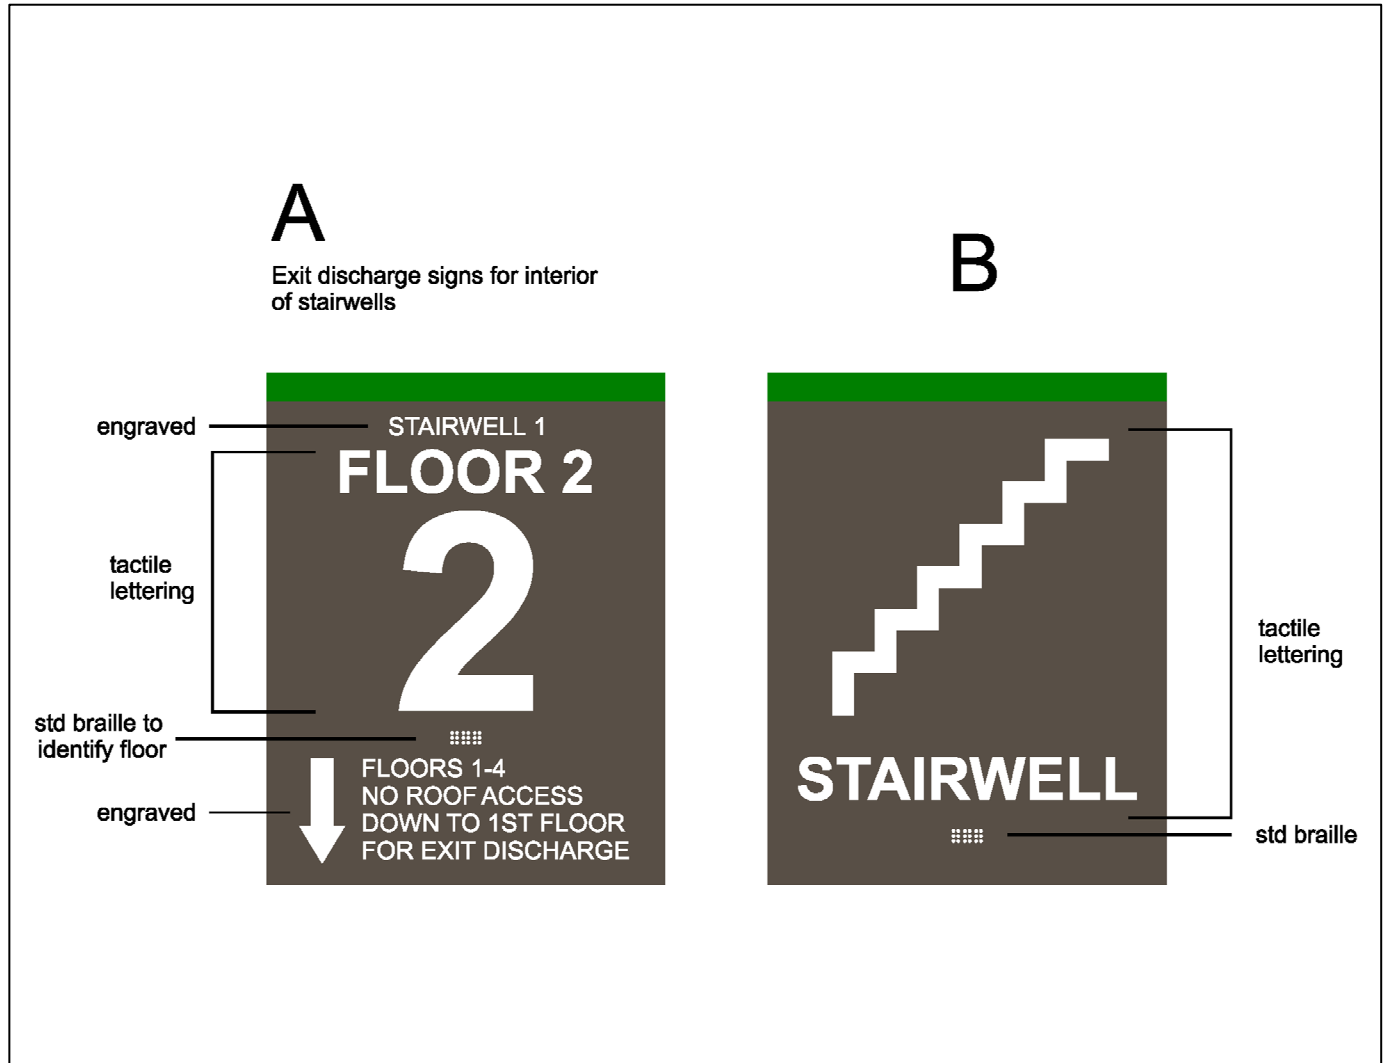 A
Exit discharge signs for interior
of stairwells
engraved
STAIRWELL 1
FLOOR 2
2
tactile
lettering
std braille to
identify floor
engraved
FLOORS 1-4
NO ROOF ACCESS
DOWN TO 1ST FLOOR
FOR EXIT DISCHARGE
B
STAIRWELL
tactile
lettering
std braille